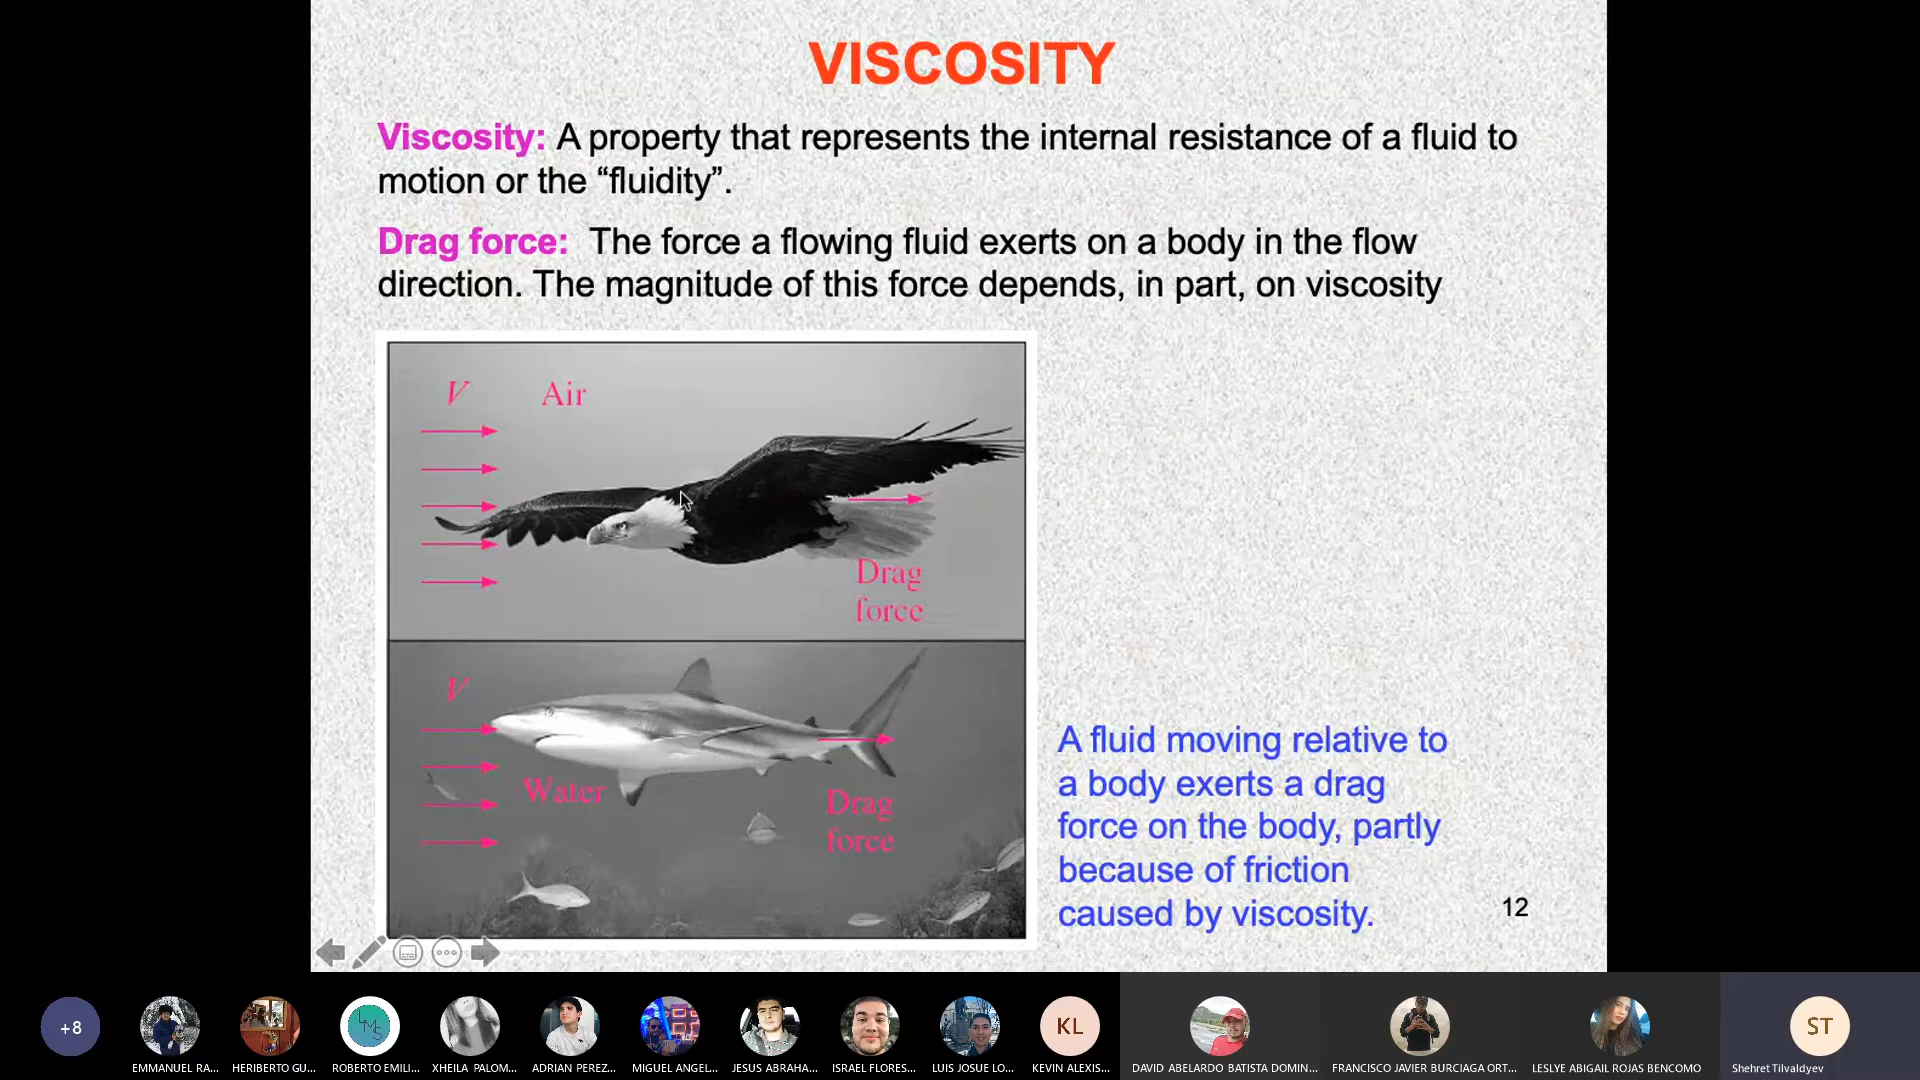 VISCOSITY
Viscosity: A property that represents the internal resistance of a fluid to
motion or the “fluidity”.
Drag force: The force a flowing fluid exerts on a body in the flow
direction. The magnitude of this force depends, in part, on viscosity
V Air
Drag
force
V
Water
Drag
force
A fluid moving relative to
a body exerts a drag
force on the body, partly
because of friction
caused by viscosity.
12
+8
LMS
KL
ST
EMMUEL RA...
HERIBERTO GU...
ROBERTO EMILI...
XHEILA PALOM...
ADRIAN PEREZ...
MIGUEL ANGEL...
JESUS ABRAHA...
ISRAEL FLORES...
LUIS JOSUE LO...
KEVIN ALEXIS...
DAVID ABELARDO BATISTA DOMIN...
FRANCISCO JAVIER BURCIAGA ORT...
LESLYE ABIGAIL ROJAS BENCOMO
Shehret Tilvaldyev